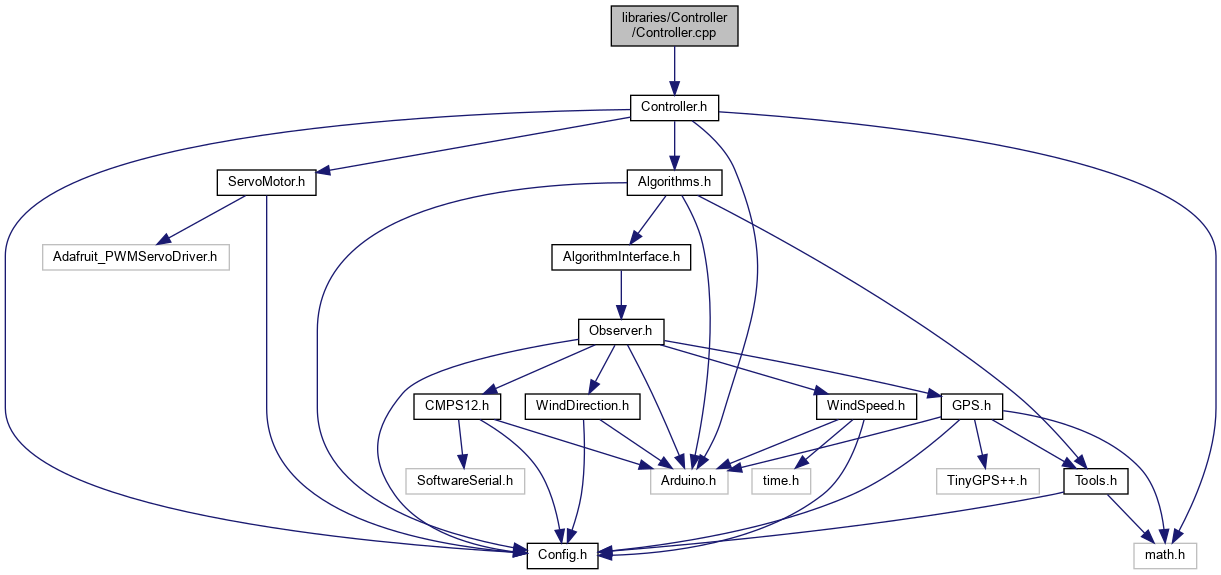 libraries/Controller
/Controller.cpp
Controller.h
ServoMotor.h
Algorithms.h
Adafruit_PWMServoDriver.h
AlgorithmInterface.h
Observer.h
CMPS12.h
WindDirection.h
WindSpeed.h
GPS.h
SoftwareSerial.h
Arduino.h
time.h
TinyGPS++.h
Tools.h
Config.h
math.h